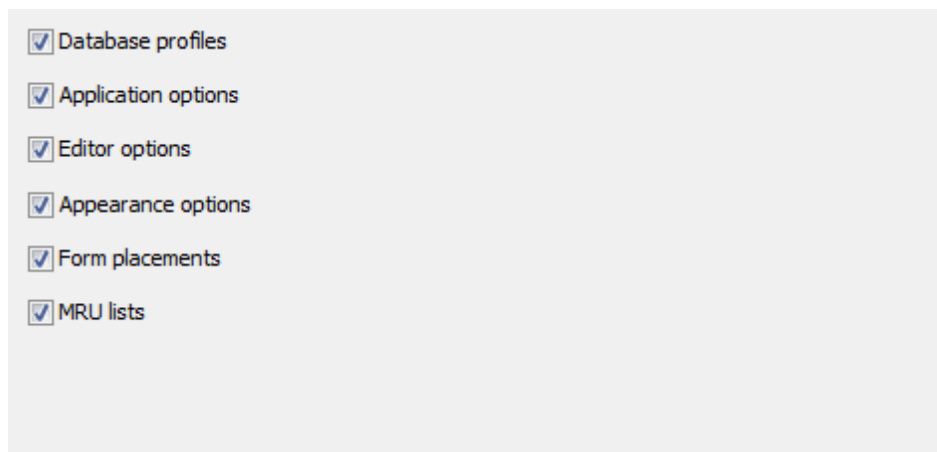 Database profiles
Application options
Editor options
Appearance options
Form placements
MRU lists